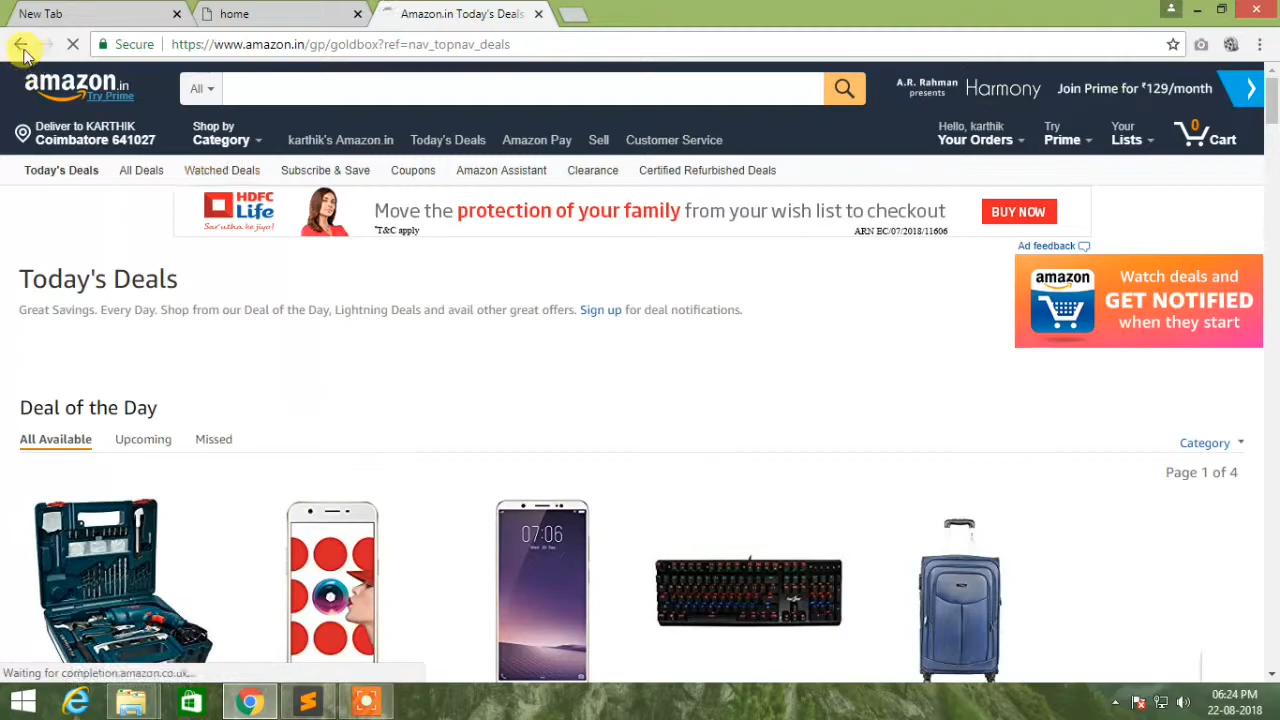 New Tab
home
Amazon.in Today's Deals
Secure
https://www.amazon.in/gp/goldbox?ref=nav_topnav_deals
amazon.in
Try Prime
All
A.R. Rahman
presents
Harmony
Join Prime for ₹129/month
Deliver to KARTHIK
Coimbatore 641027
Shop by
Category
karthik's Amazon.in
Today's Deals
Amazon Pay
Sell
Customer Service
Hello, karthik
Your Orders
Try
Prime
Your
Lists
0
Cart
Today's Deals
All Deals
Watched Deals
Subscribe & Save
Coupons
Amazon Assistant
Clearance
Certified Refurbished Deals
HDFC
Life
Sar utha ke jiyo!
Move the protection of your family from your wish list to checkout
*T&C apply
ARN EC/07/2018/11606
BUY NOW
Ad feedback
Today's Deals
Great Savings. Every Day. Shop from our Deal of the Day, Lightning Deals and avail other great offers. Sign up for deal notifications.
amazon
Watch deals and
GET NOTIFIED
when they start
Deal of the Day
All Available
Upcoming
Missed
Category
Page 1 of 4
07:06
Waiting for completion.amazon.co.uk...
06:24 PM
22-08-2018